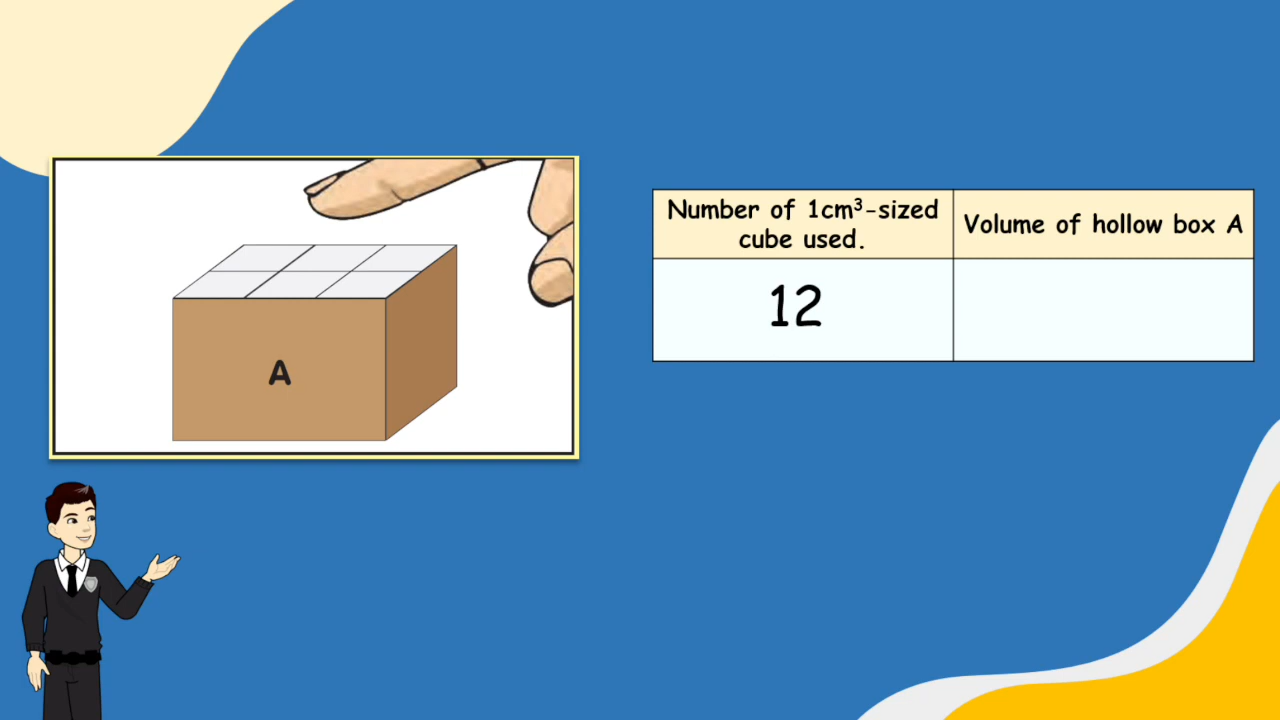 Number of 1cm³-sized
cube used.
Volume of hollow box A
12
A